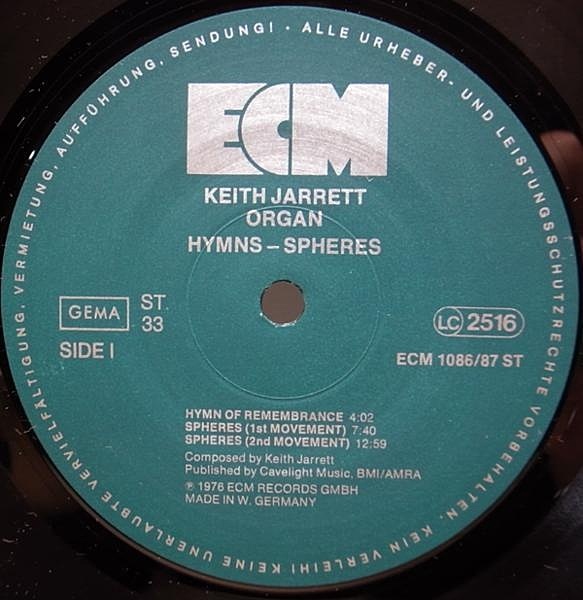 ALLE URHEBER- UND LEISTUNGSSCHUTZRECHTE VORBEHALTEN. KEIN VERLEIH! KEINE UNERLAUBTE VERVIELFÄLTIGUNG, VERMIETUNG, AUFFÜHRUNG, SENDUNG! ·
ECM
KEITH JARRETT
ORGAN
HYMNS – SPHERES
GEMA
ST.
33
SIDE I
LC 2516
ECM 1086/87 ST
HYMN OF REMEMBRANCE 4:02
SPHERES (1st MOVEMENT) 7:40
SPHERES (2nd MOVEMENT) 12:59
Composed by Keith Jarrett
Published by Cavelight Music, BMI/AMRA
℗ 1976 ECM RECORDS GMBH
MADE IN W. GERMANY